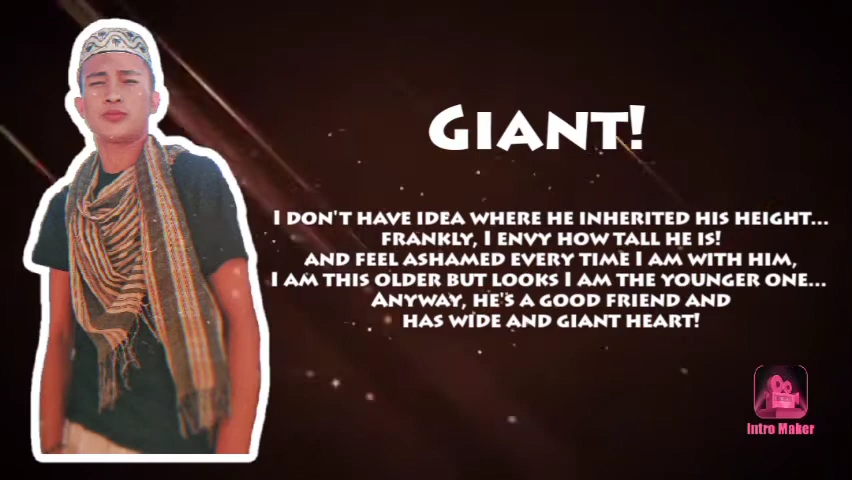 GIANT!
I DON'T HAVE IDEA WHERE HE INHERITED HIS HEIGHT...
FRANKLY, I ENVY HOW TALL HE IS!
AND FEEL ASHAMED EVERY TIME I AM WITH HIM,
I AM THIS OLDER BUT LOOKS I AM THE YOUNGER ONE...
ANYWAY, HE'S A GOOD FRIEND AND
HAS WIDE AND GIANT HEART!
Intro Maker